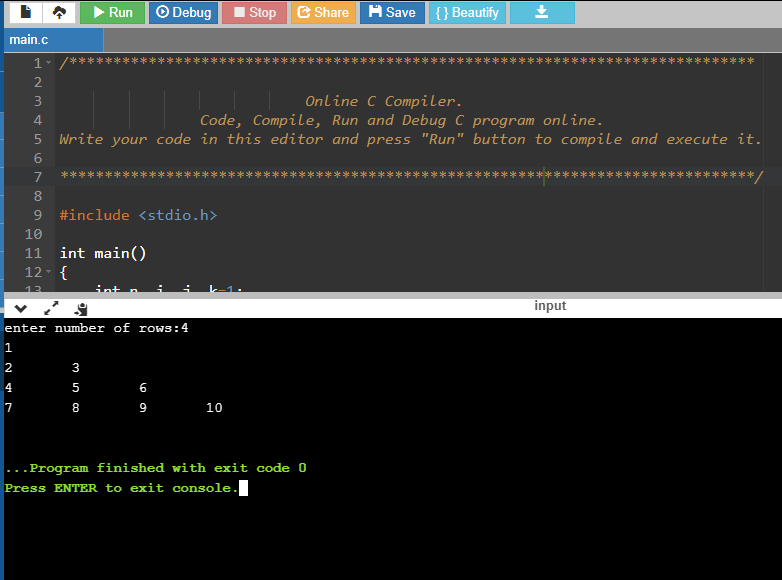 Run Debug Stop Share Save { } Beautify
main.c
1 /******************************************************************************
2
3 Online C Compiler.
4 Code, Compile, Run and Debug C program online.
5 Write your code in this editor and press "Run" button to compile and execute it.
6
7 *******************************************************************************/
8
9 #include <stdio.h>
10
11 int main()
12 {
13 int n, i, j, k=1;
input
enter number of rows:4
1
2 3
4 5 6
7 8 9 10
...Program finished with exit code 0
Press ENTER to exit console.